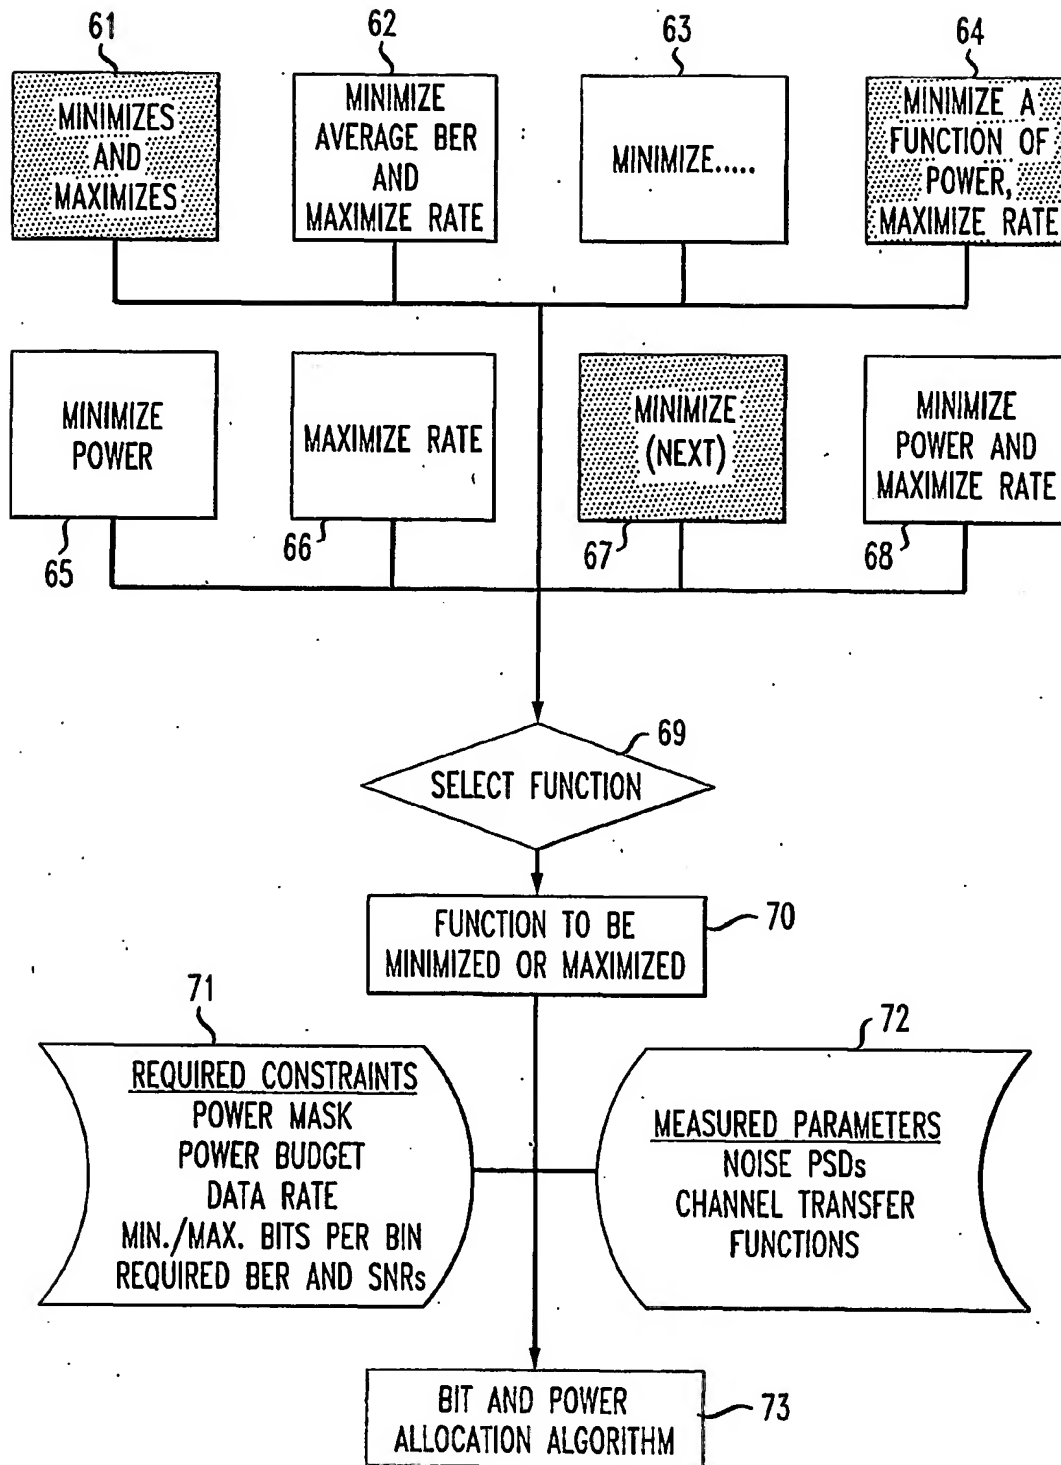 61
62
63
64
MINIMIZES
AND
MAXIMIZES
MINIMIZE
AVERAGE BER
AND
MAXIMIZE RATE
MINIMIZE.....
MINIMIZE A
FUNCTION OF
POWER,
MAXIMIZE RATE
MINIMIZE
POWER
MAXIMIZE RATE
MINIMIZE
(NEXT)
MINIMIZE
POWER AND
MAXIMIZE RATE
65
66
67
68
69
SELECT FUNCTION
FUNCTION TO BE
MINIMIZED OR MAXIMIZED
70
71
REQUIRED CONSTRAINTS
POWER MASK
POWER BUDGET
DATA RATE
MIN./MAX. BITS PER BIN
REQUIRED BER AND SNRs
72
MEASURED PARAMETERS
NOISE PSDs
CHANNEL TRANSFER
FUNCTIONS
BIT AND POWER
ALLOCATION ALGORITHM
73